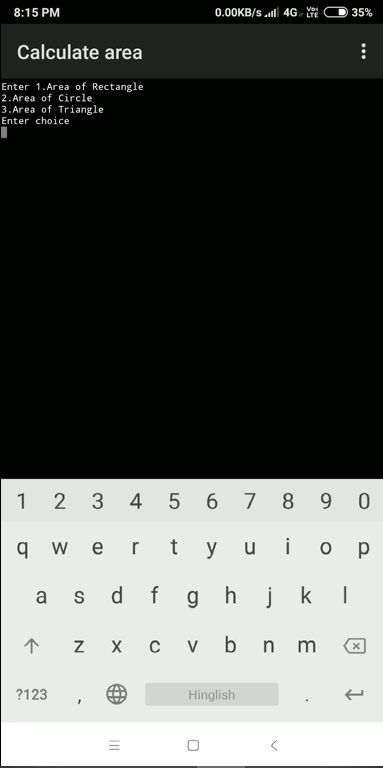 8:15 PM 0.00KB/s 4G Vo LTE 35%
Calculate area
Enter 1.Area of Rectangle
2.Area of Circle
3.Area of Triangle
Enter choice
1 2 3 4 5 6 7 8 9 0
q w e r t y u i o p
a s d f g h j k l
z x c v b n m
?123 , Hinglish .